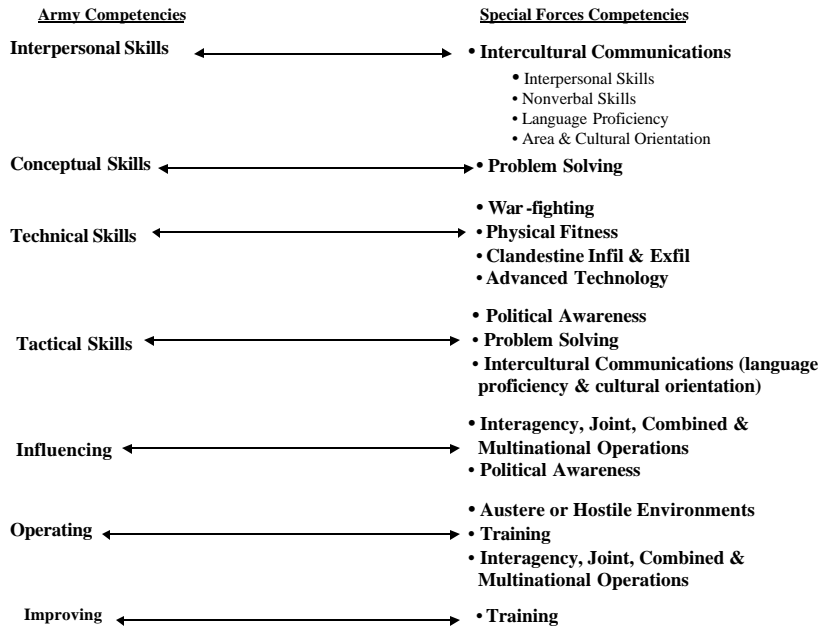 Army Competencies
Special Forces Competencies
Interpersonal Skills
• Intercultural Communications
• Interpersonal Skills
• Nonverbal Skills
• Language Proficiency
• Area & Cultural Orientation
Conceptual Skills
• Problem Solving
Technical Skills
• War -fighting
• Physical Fitness
• Clandestine Infil & Exfil
• Advanced Technology
Tactical Skills
• Political Awareness
• Problem Solving
• Intercultural Communications (language
proficiency & cultural orientation)
Influencing
• Interagency, Joint, Combined &
Multinational Operations
• Political Awareness
Operating
• Austere or Hostile Environments
• Training
• Interagency, Joint, Combined &
Multinational Operations
Improving
• Training